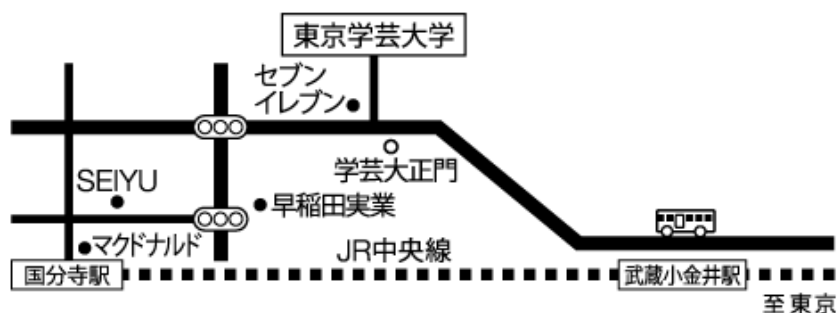 東京学芸大学
セブン
イレブン
学芸大正門
SEIYU
早稲田実業
マクドナルド
JR中央線
国分寺駅
武蔵小金井駅
至東京